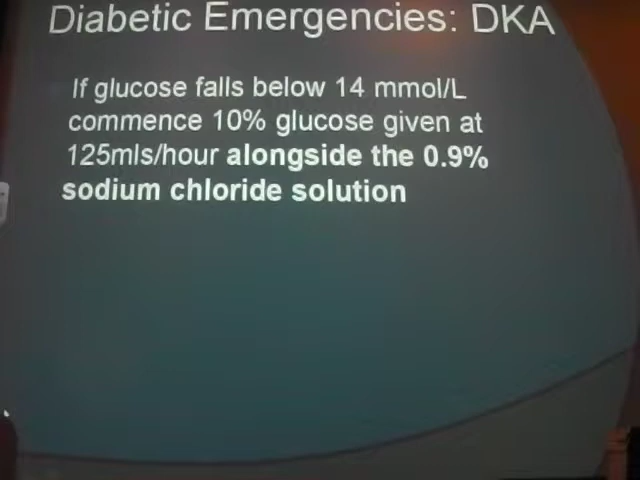 Diabetic Emergencies: DKA
If glucose falls below 14 mmol/L
commence 10% glucose given at
125mls/hour alongside the 0.9%
sodium chloride solution